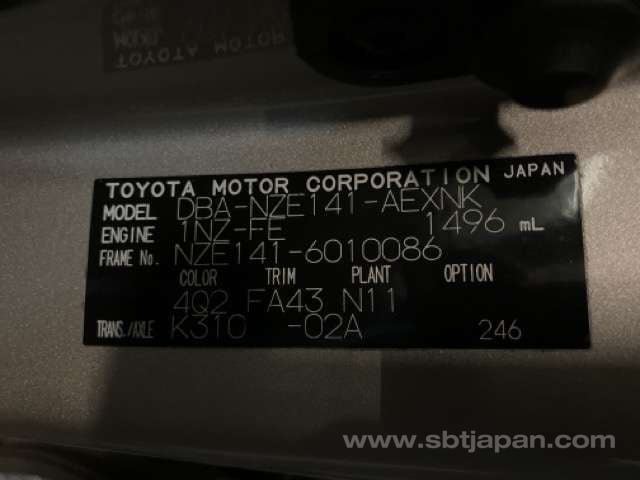 TOYOTA MOTOR CORPORATION JAPAN
MODEL DBA-NZE141-AEXNK
ENGINE 1NZ-FE 1496 mL
FRAME No. NZE141-6010086
COLOR TRIM PLANT OPTION
4Q2 FA43 N11
TRANS./AXLE K310 -02A 246
www.sbtjapan.com